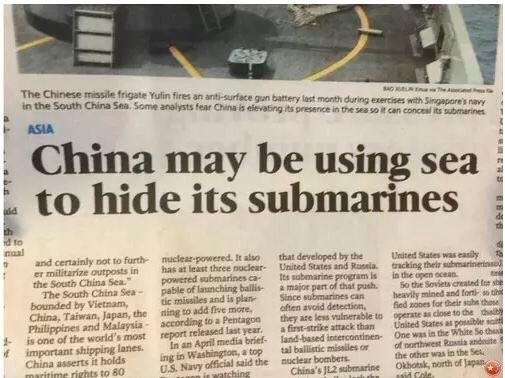 BAO XUELIN Xinhua via The Associated Press file
The Chinese missile frigate Yulin fires an anti-surface gun battery last month during exercises with Singapore's navy
in the South China Sea. Some analysts fear China is elevating its presence in the sea so it can conceal its submarines.
ASIA
China may be using sea
to hide its submarines
and certainly not to furth-
er militarize outposts in
the South China Sea."
The South China Sea –
bounded by Vietnam,
China, Taiwan, Japan, the
Philippines and Malaysia –
is one of the world's most
important shipping lanes.
China asserts it holds
maritime rights to 80
nuclear-powered. It also
has at least three nuclear-
powered submarines ca-
pable of launching ballis-
tic missiles and is plan-
ning to add five more,
according to a Pentagon
report released last year.
In an April media brief-
ing in Washington, a top
U.S. Navy official said the
is watching
that developed by the
United States and Russia.
Its submarine program is
a major part of that push.
Since submarines can
often avoid detection,
they are less vulnerable to
a first-strike attack than
land-based intercontinen-
tal ballistic missiles or
nuclear bombers.
China's JL2 submarine
United States was easily
tracking their submarines
in the open ocean.
So the Soviets created
heavily mined and forti-
fied zones for their subs
operate as close to the
United States as possible
One was in the White Sea
of northwest Russia and
the other was in the Sea
Okhotsk, north of Japan,
said Cole.